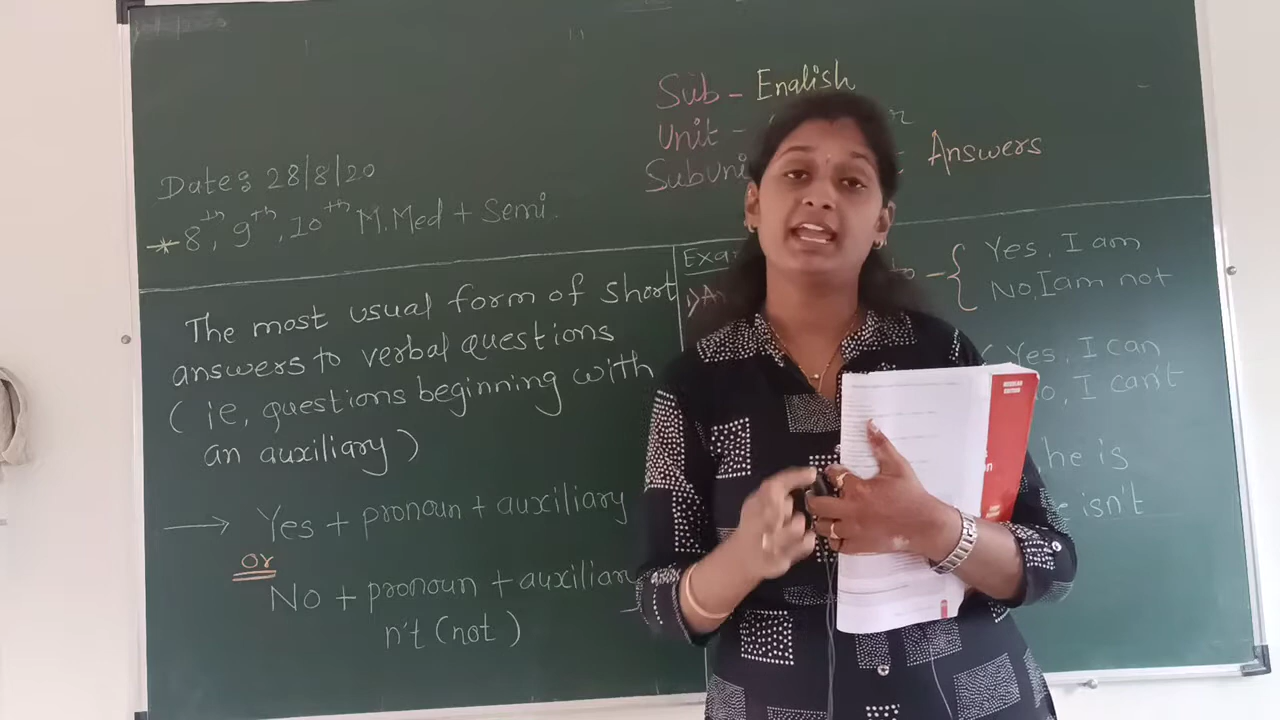 Sub - English
Unit -
Answers
Date: 28/8/20
* 8th, 9th, 10th M.Med + Semi.
The most usual form of short
answers to verbal questions
( ie, questions beginning with
an auxiliary )
→ Yes + pronoun + auxiliary
Or
No + pronoun + auxiliary
n't (not)
1)
- { Yes, I am
No, I am not
Yes, I can
No, I can't
he is
isn't